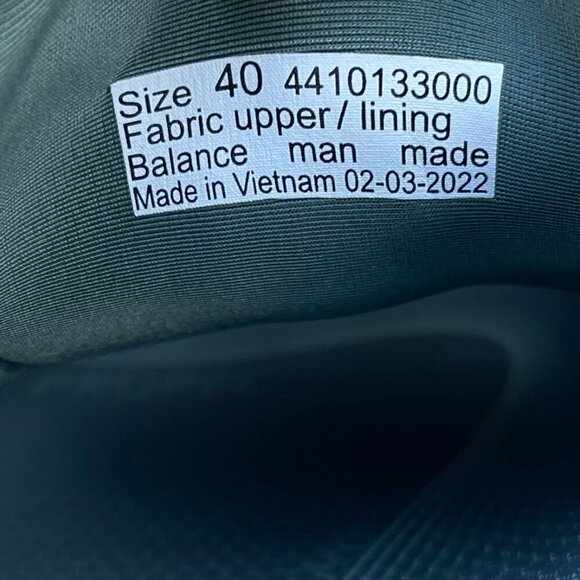 Size 40 4410133000
Fabric upper / lining
Balance man made
Made in Vietnam 02-03-2022